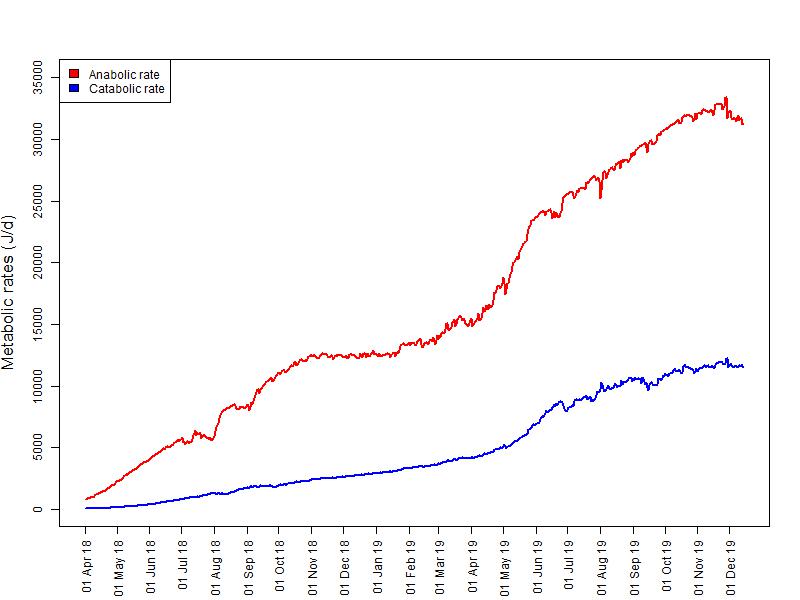 Anabolic rate
Catabolic rate
Metabolic rates (J/d)
35000
30000
25000
20000
15000
10000
5000
0
01 Apr 18
01 May 18
01 Jun 18
01 Jul 18
01 Aug 18
01 Sep 18
01 Oct 18
01 Nov 18
01 Dec 18
01 Jan 19
01 Feb 19
01 Mar 19
01 Apr 19
01 May 19
01 Jun 19
01 Jul 19
01 Aug 19
01 Sep 19
01 Oct 19
01 Nov 19
01 Dec 19